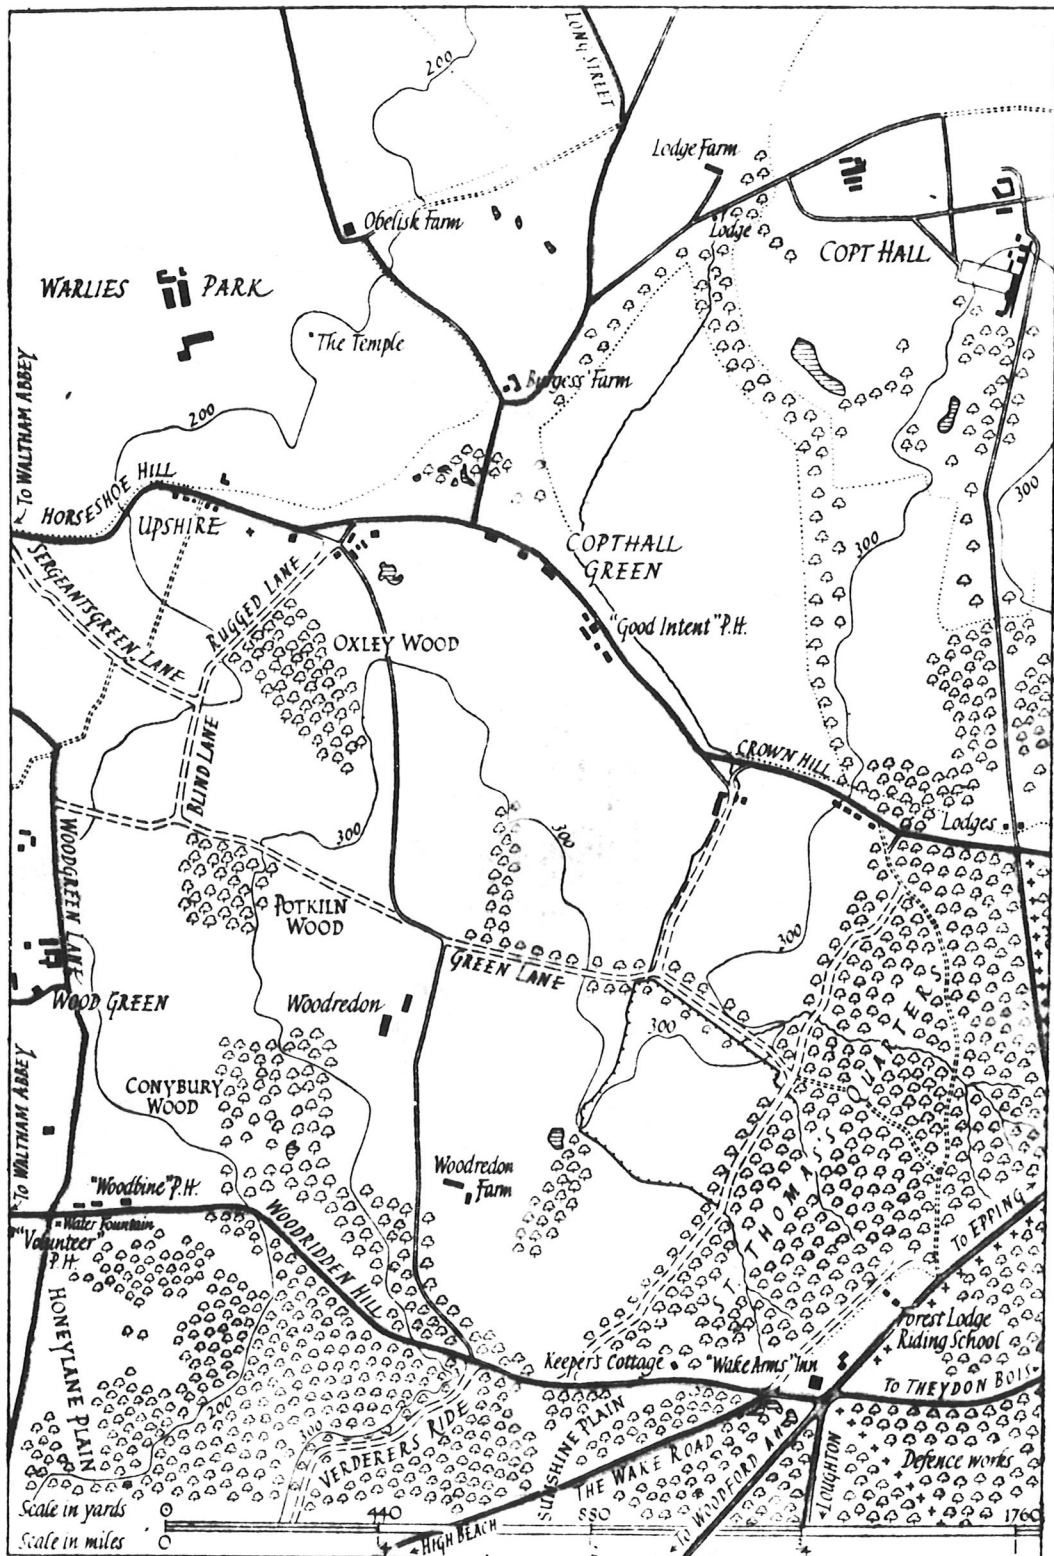 200
LONG STREET
Lodge Farm
Obelisk Farm
Lodge
COPT HALL
WARLIES PARK
The Temple
Burgess' Farm
TO WALTHAM ABBEY
200
HORSESHOE HILL
UPSHIRE
300
300
COPTHALL
GREEN
SERGEANTSGREEN LANE
RUGGED LANE
"Good Intent" P.H.
OXLEY WOOD
BLIND LANE
CROWN HILL
Lodges
300
300
WOODGREEN LANE
POTKILN
WOOD
300
GREEN LANE
WOOD GREEN
Woodredon
300
ST. THOMAS'S QUARTERS
TO WALTHAM ABBEY
CONYBURY
WOOD
"Woodbine" P.H.
Woodredon
Farm
Water Fountain
"Volunteer"
P.H.
WOODRIDDEN HILL
TO EPPING
HONEYLANE PLAIN
Forest Lodge
Riding School
Keeper's Cottage
"Wake Arms" Inn
TO THEYDON BOIS
200
300
VERDERERS RIDE
SUNSHINE PLAIN
THE WAKE ROAD
TO WOODFORD AND
LOUGHTON
Defence works
HIGH BEACH
Scale in yards
0
440
880
1760
Scale in miles
0